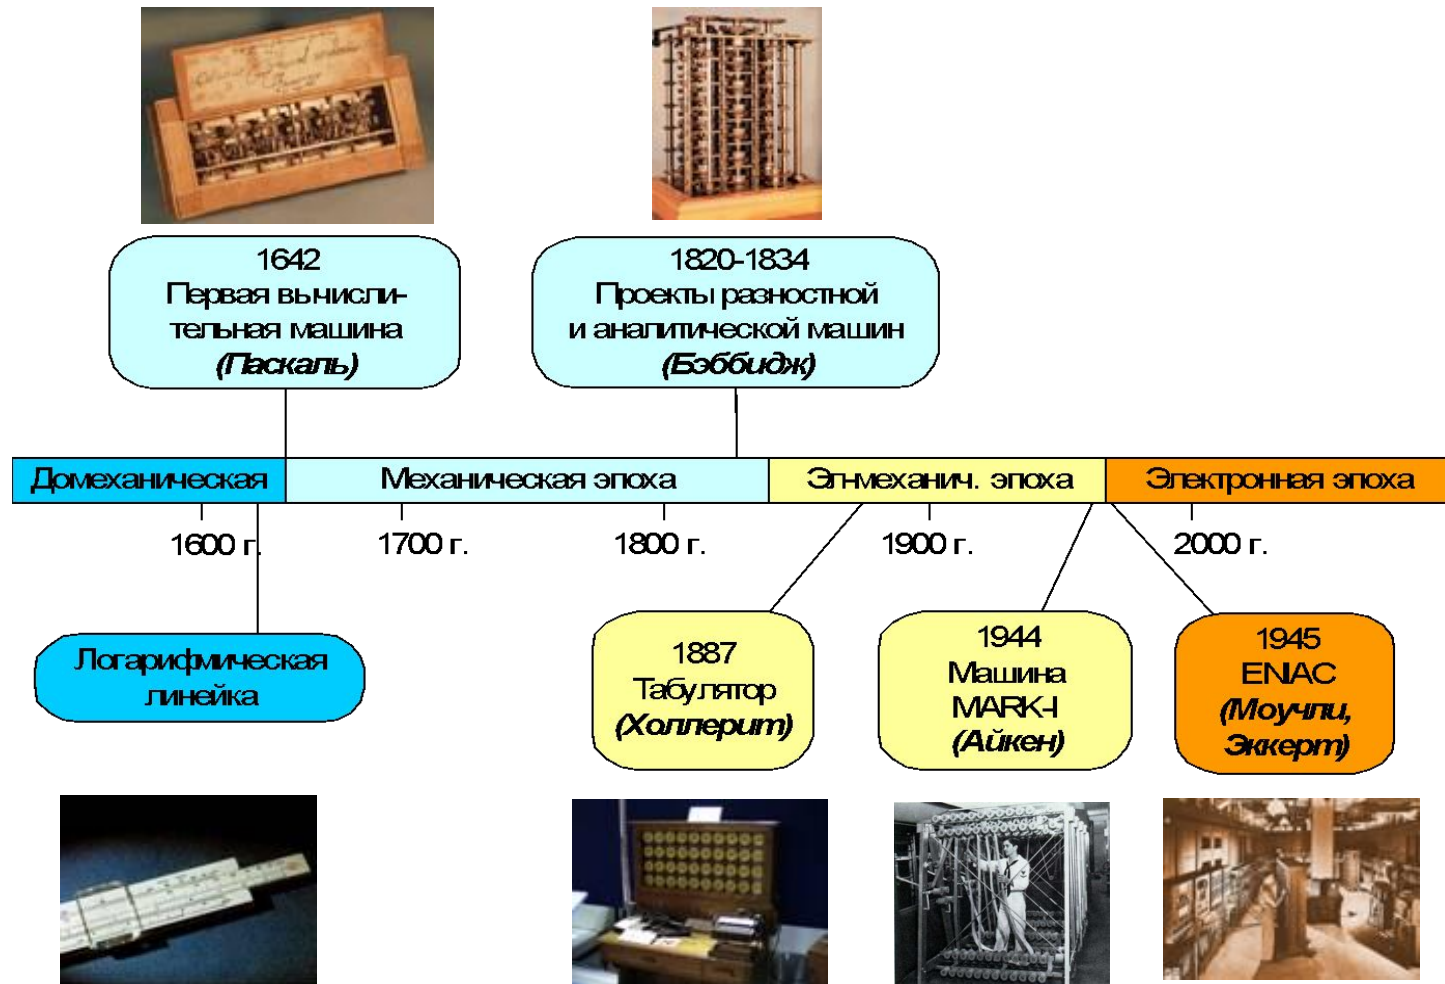 1642
Первая вычисли-
тельная машина
(Паскаль)
1820-1834
Проекты разностной
и аналитической машин
(Бэббидж)
Домеханическая
Механическая эпоха
Эл-механич. эпоха
Электронная эпоха
1600 г.
1700 г.
1800 г.
1900 г.
2000 г.
Логарифмическая
линейка
1887
Табулятор
(Холлерит)
1944
Машина
MARK-I
(Айкен)
1945
ENIAC
(Моучли,
Эккерт)